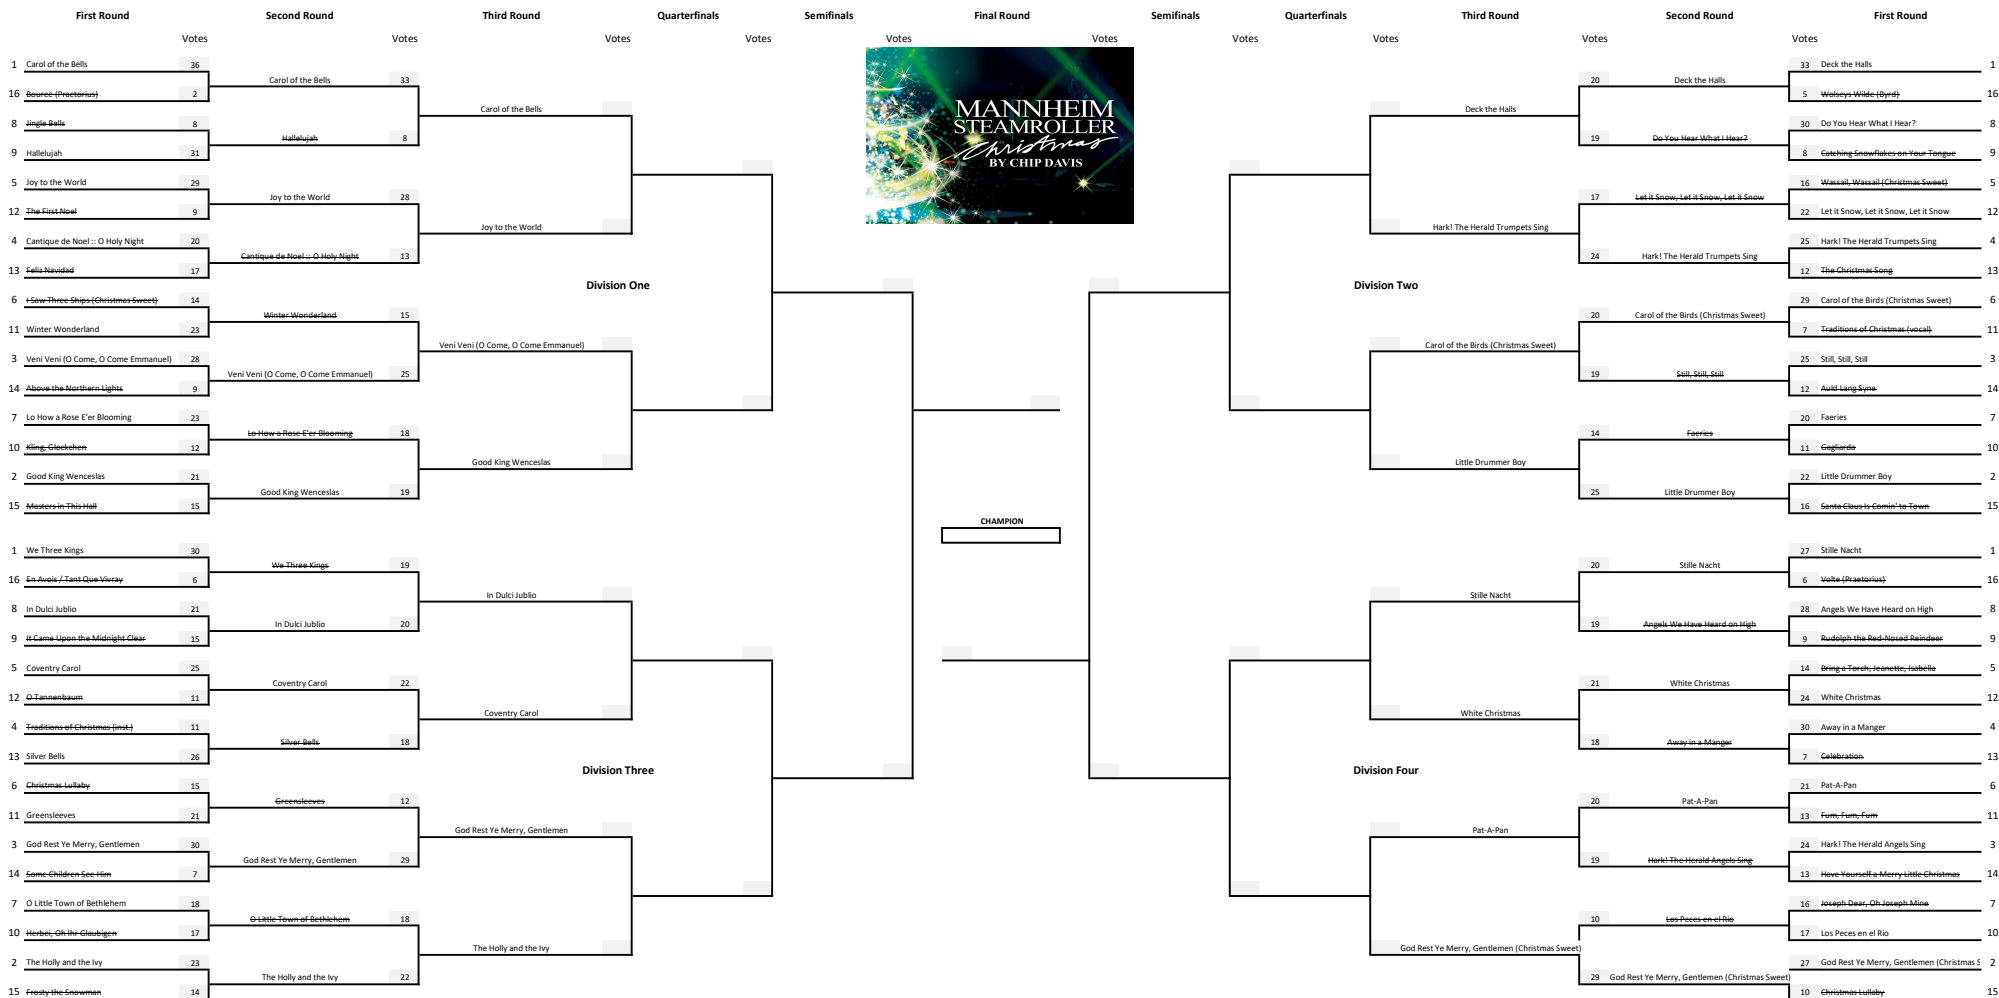 First Round Second Round Third Round Quarterfinals Semifinals Final Round Semifinals Quarterfinals Third Round Second Round First Round
Votes Votes Votes Votes Votes Votes Votes Votes Votes Votes
MANNHEIM
STEAMROLLER
Christmas
BY CHIP DAVIS
1 Carol of the Bells 36
16 Bouree (Praetorius) 2
8 Jingle Bells 8
9 Hallelujah 31
5 Joy to the World 29
12 The First Noel 9
4 Cantique de Noel :: O Holy Night 20
13 Feliz Navidad 17
6 I Saw Three Ships (Christmas Sweet) 14
11 Winter Wonderland 23
3 Veni Veni (O Come, O Come Emmanuel) 28
14 Above the Northern Lights 9
7 Lo How a Rose E'er Blooming 23
10 Kling, Glockchen 12
2 Good King Wenceslas 21
15 Masters in This Hall 15
Carol of the Bells 33
Hallelujah 8
Joy to the World 28
Cantique de Noel :: O Holy Night 13
Winter Wonderland 15
Veni Veni (O Come, O Come Emmanuel) 25
Lo How a Rose E'er Blooming 18
Good King Wenceslas 19
Carol of the Bells
Joy to the World
Veni Veni (O Come, O Come Emmanuel)
Good King Wenceslas
Division One
1 We Three Kings 30
16 En Avois / Tant Que Vivray 6
8 In Dulci Jublio 21
9 It Came Upon the Midnight Clear 15
5 Coventry Carol 25
12 O Tannenbaum 11
4 Traditions of Christmas (inst.) 11
13 Silver Bells 26
6 Christmas Lullaby 15
11 Greensleeves 21
3 God Rest Ye Merry, Gentlemen 30
14 Some Children See Him 7
7 O Little Town of Bethlehem 18
10 Herbei, Oh Ihr Glaubigen 17
2 The Holly and the Ivy 23
15 Frosty the Snowman 14
We Three Kings 19
In Dulci Jublio 20
Coventry Carol 22
Silver Bells 18
Greensleeves 12
God Rest Ye Merry, Gentlemen 29
O Little Town of Bethlehem 18
The Holly and the Ivy 22
In Dulci Jublio
Coventry Carol
God Rest Ye Merry, Gentlemen
The Holly and the Ivy
Division Three
CHAMPION
Division Two
Deck the Halls
Hark! The Herald Trumpets Sing
Carol of the Birds (Christmas Sweet)
Little Drummer Boy
20 Deck the Halls
19 Do You Hear What I Hear?
17 Let it Snow, Let it Snow, Let it Snow
24 Hark! The Herald Trumpets Sing
20 Carol of the Birds (Christmas Sweet)
19 Still, Still, Still
14 Faeries
25 Little Drummer Boy
33 Deck the Halls 1
5 Wolseys Wilde (Byrd) 16
30 Do You Hear What I Hear? 8
8 Catching Snowflakes on Your Tongue 9
16 Wassail, Wassail (Christmas Sweet) 5
22 Let it Snow, Let it Snow, Let it Snow 12
25 Hark! The Herald Trumpets Sing 4
12 The Christmas Song 13
29 Carol of the Birds (Christmas Sweet) 6
7 Traditions of Christmas (vocal) 11
25 Still, Still, Still 3
12 Auld Lang Syne 14
20 Faeries 7
11 Gagliarda 10
22 Little Drummer Boy 2
16 Santa Claus Is Comin' to Town 15
Division Four
Stille Nacht
White Christmas
Pat-A-Pan
God Rest Ye Merry, Gentlemen (Christmas Sweet)
20 Stille Nacht
19 Angels We Have Heard on High
21 White Christmas
18 Away in a Manger
20 Pat-A-Pan
19 Hark! The Herald Angels Sing
10 Los Peces en el Rio
29 God Rest Ye Merry, Gentlemen (Christmas Sweet)
27 Stille Nacht 1
6 Volte (Praetorius) 16
28 Angels We Have Heard on High 8
9 Rudolph the Red-Nosed Reindeer 9
14 Bring a Torch, Jeanette, Isabella 5
24 White Christmas 12
30 Away in a Manger 4
7 Celebration 13
21 Pat-A-Pan 6
13 Fum, Fum, Fum 11
24 Hark! The Herald Angels Sing 3
13 Have Yourself a Merry Little Christmas 14
16 Joseph Dear, Oh Joseph Mine 7
17 Los Peces en el Rio 10
27 God Rest Ye Merry, Gentlemen (Christmas S 2
10 Christmas Lullaby 15